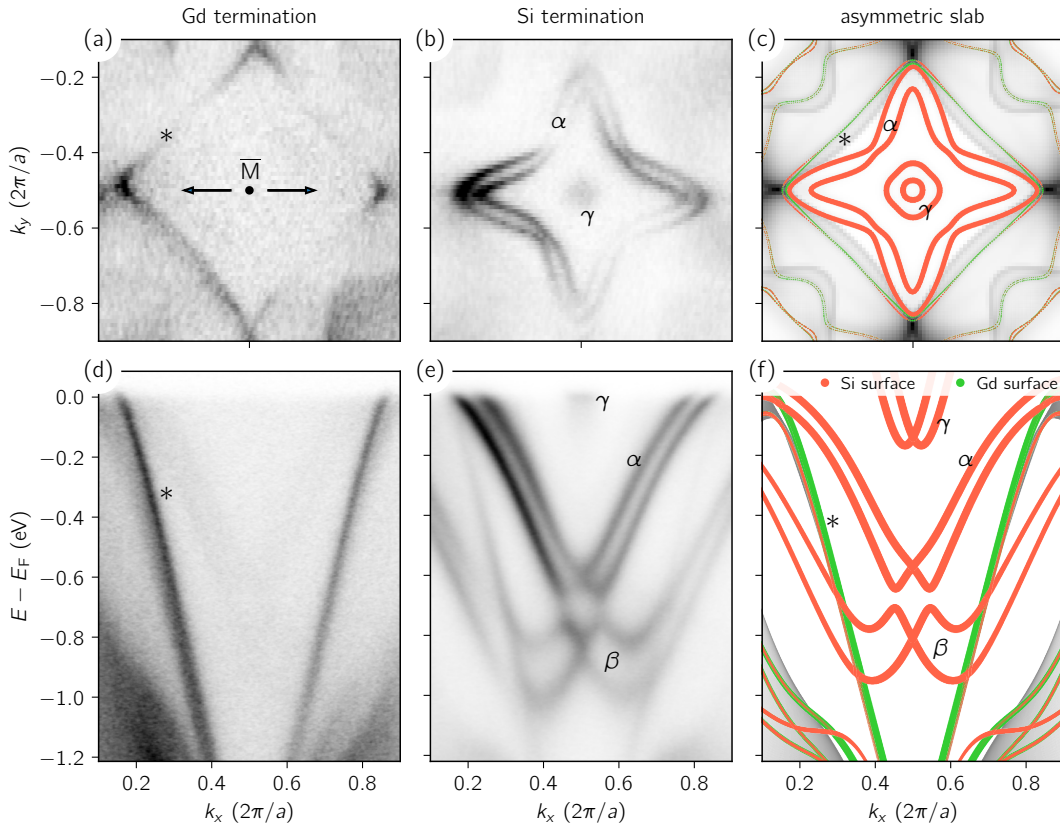 Gd termination
Si termination
asymmetric slab
(a)
(b)
(c)
−0.2
−0.4
−0.6
−0.8
k_y (2π/a)
*
M̅
α
γ
*
α
γ
(d)
(e)
(f)
0.0
−0.2
−0.4
−0.6
−0.8
−1.0
−1.2
E − E_F (eV)
*
γ
α
β
Si surface
Gd surface
γ
α
*
β
0.2 0.4 0.6 0.8
0.2 0.4 0.6 0.8
0.2 0.4 0.6 0.8
k_x (2π/a)
k_x (2π/a)
k_x (2π/a)